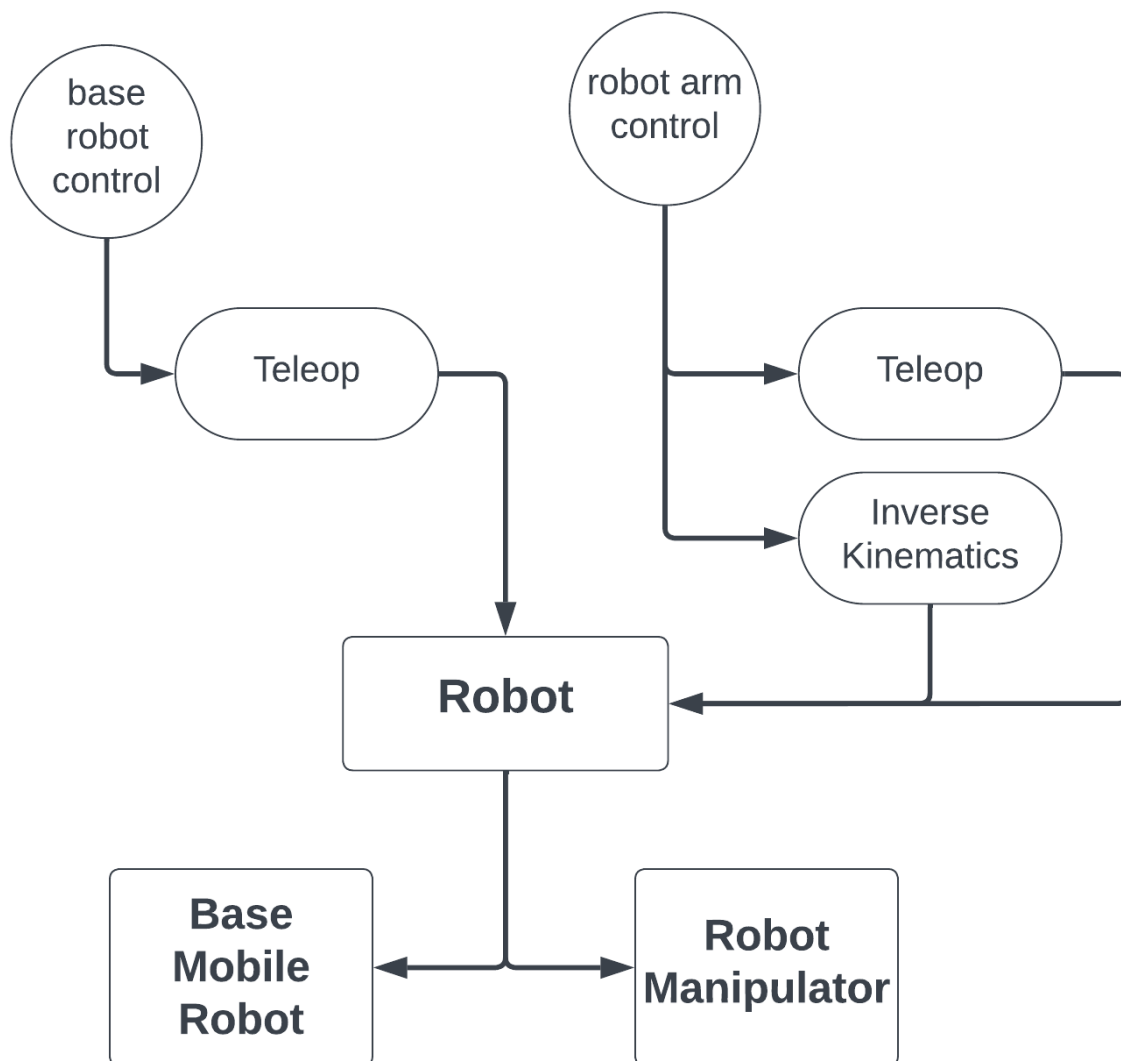 base
robot
control
robot arm
control
Teleop
Teleop
Inverse
Kinematics
Robot
Base
Mobile
Robot
Robot
Manipulator